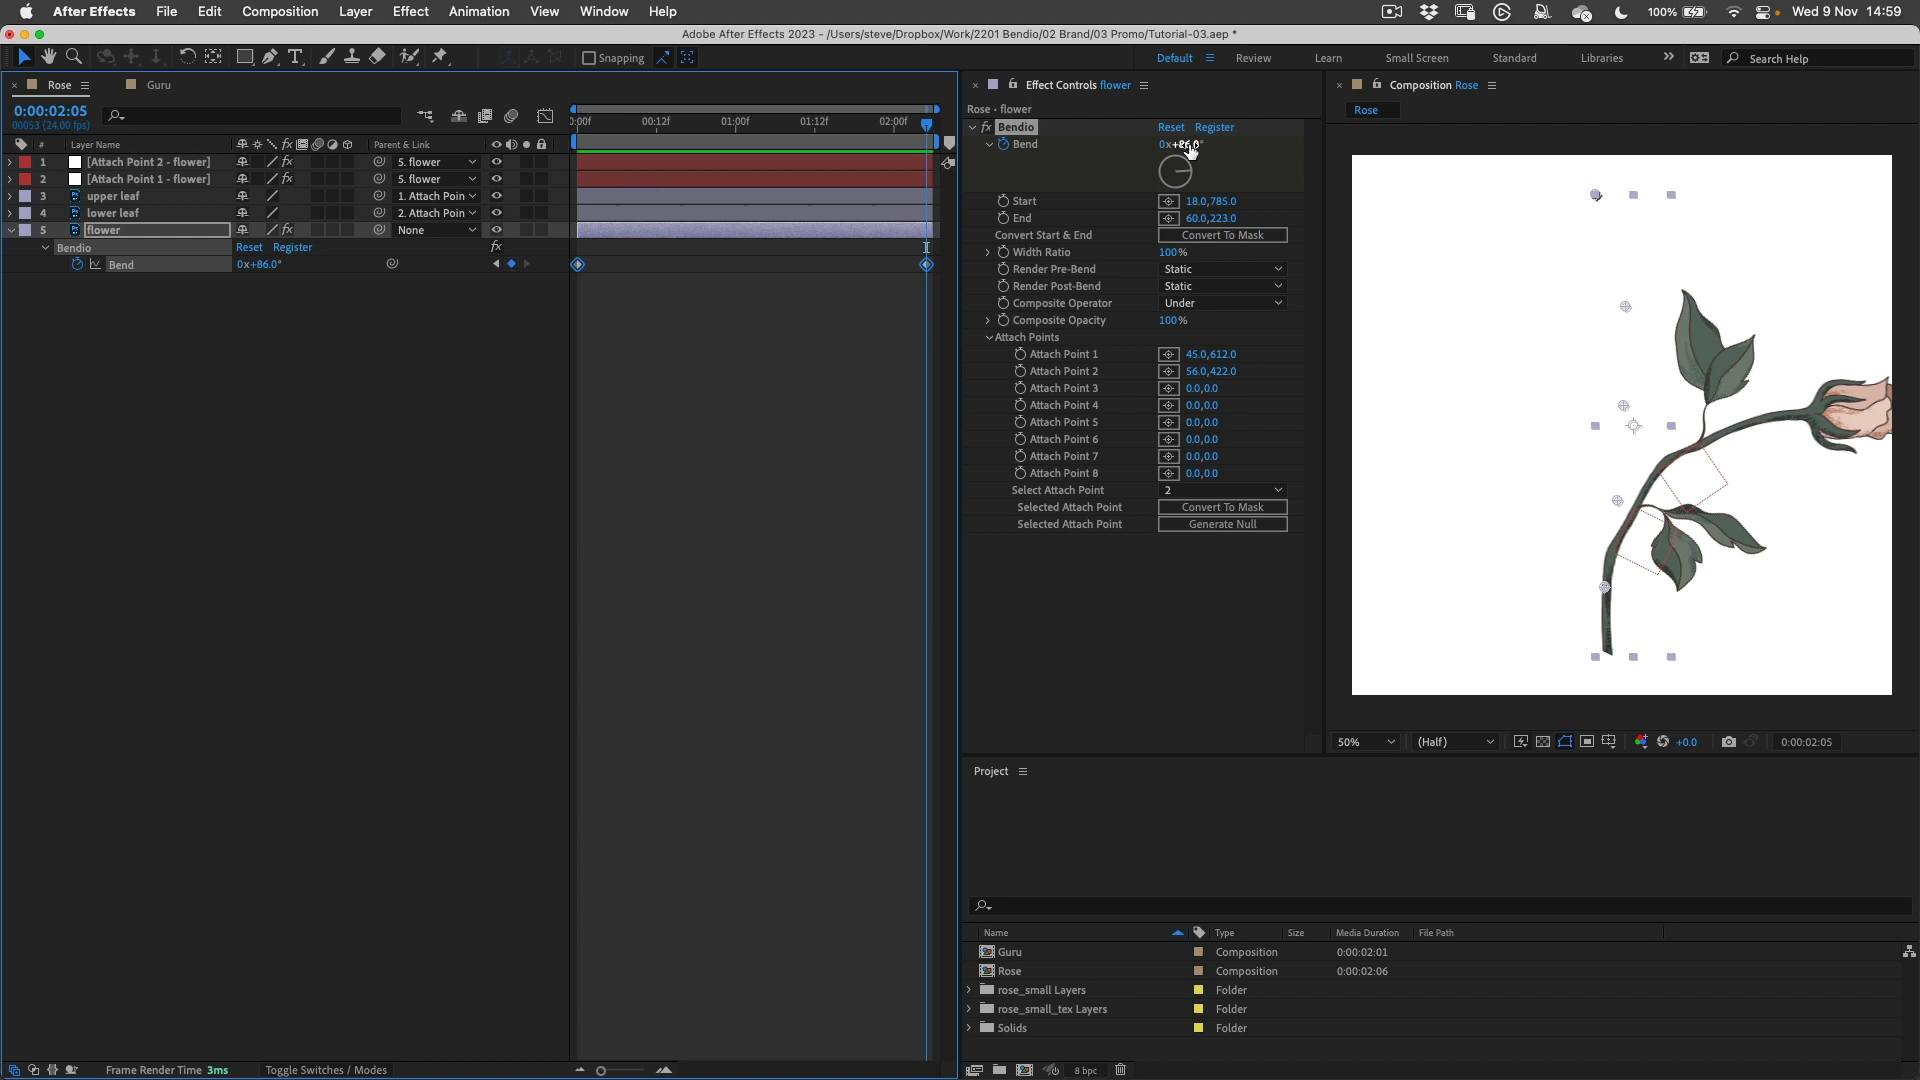 After Effects File Edit Composition Layer Effect Animation View Window Help 100% Wed 9 Nov 14:59
Adobe After Effects 2023 - /Users/steve/Dropbox/Work/2201 Bendio/02 Brand/03 Promo/Tutorial-03.aep *
Snapping Default Review Learn Small Screen Standard Libraries Search Help
Rose Guru
0:00:02:05
00053 (24.00 fps)
00:12f 01:00f 01:12f 02:00f
# Layer Name Parent & Link
1 [Attach Point 2 - flower] 5. flower
2 [Attach Point 1 - flower] 5. flower
3 upper leaf 1. Attach Poin
4 lower leaf 2. Attach Poin
5 flower None
Bendio Reset Register
Bend 0x+86.0°
Frame Render Time 3ms Toggle Switches / Modes
Effect Controls flower
Rose • flower
fx Bendio Reset Register
Bend
Start 18.0,785.0
End 60.0,223.0
Convert Start & End Convert To Mask
Width Ratio 100%
Render Pre-Bend Static
Render Post-Bend Static
Composite Operator Under
Composite Opacity 100%
Attach Points
Attach Point 1 45.0,612.0
Attach Point 2 56.0,422.0
Attach Point 3 0.0,0.0
Attach Point 4 0.0,0.0
Attach Point 5 0.0,0.0
Attach Point 6 0.0,0.0
Attach Point 7 0.0,0.0
Attach Point 8 0.0,0.0
Select Attach Point 2
Selected Attach Point Convert To Mask
Selected Attach Point Generate Null
Composition Rose
Rose
50% (Half) +0.0 0:00:02:05
Project
Name Type Size Media Duration File Path
Guru Composition 0:00:02:01
Rose Composition 0:00:02:06
rose_small Layers Folder
rose_small_tex Layers Folder
Solids Folder
8 bpc